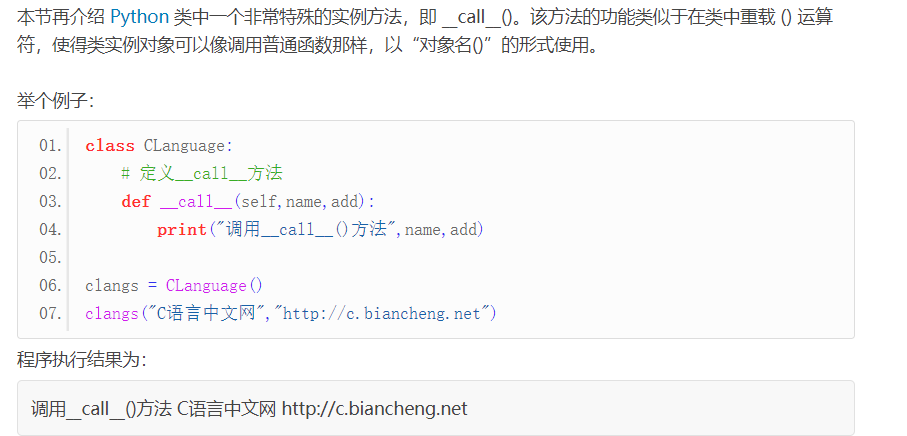 本节再介绍 Python 类中一个非常特殊的实例方法，即 __call__()。该方法的功能类似于在类中重载 () 运算
符，使得类实例对象可以像调用普通函数那样，以“对象名()”的形式使用。
举个例子：
01. class CLanguage:
02.     # 定义__call__方法
03.     def __call__(self,name,add):
04.         print("调用__call__()方法",name,add)
05.
06. clangs = CLanguage()
07. clangs("C语言中文网","http://c.biancheng.net")
程序执行结果为：
调用__call__()方法 C语言中文网 http://c.biancheng.net